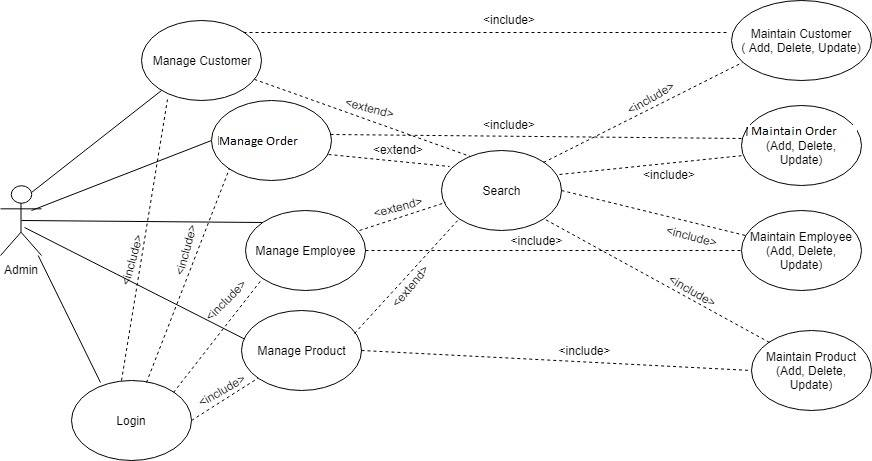 <include>
Maintain Customer
( Add, Delete, Update)
Manage Customer
<include>
<extend>
<include>
Maintain Order
(Add, Delete,
Update)
Manage Order
<extend>
<include>
Search
<extend>
Admin
<include>
<include>
Manage Employee
<include>
<include>
Maintain Employee
(Add, Delete,
Update)
<include>
<extend>
<include>
Manage Product
<include>
Maintain Product
(Add, Delete,
Update)
<include>
Login